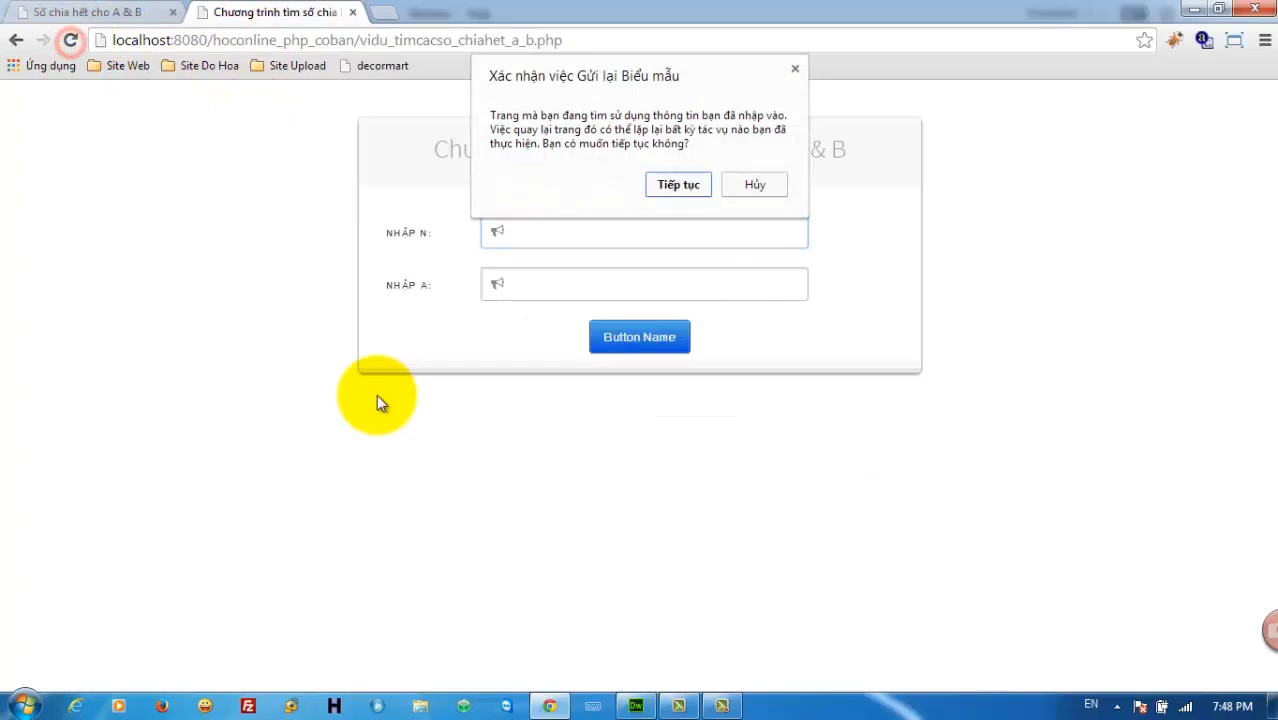 Số chia hết cho A & B
Chương trình tìm số chia
localhost:8080/hoconline_php_coban/vidu_timcacso_chiahet_a_b.php
Ứng dụng
Site Web
Site Do Hoa
Site Upload
decormart
Xác nhận việc Gửi lại Biểu mẫu
Trang mà bạn đang tìm sử dụng thông tin bạn đã nhập vào.
Việc quay lại trang đó có thể lặp lại bất kỳ tác vụ nào bạn đã
thực hiện. Bạn có muốn tiếp tục không?
Tiếp tục
Hủy
& B
NHẬP N:
NHẬP A:
Button Name
EN
7:48 PM